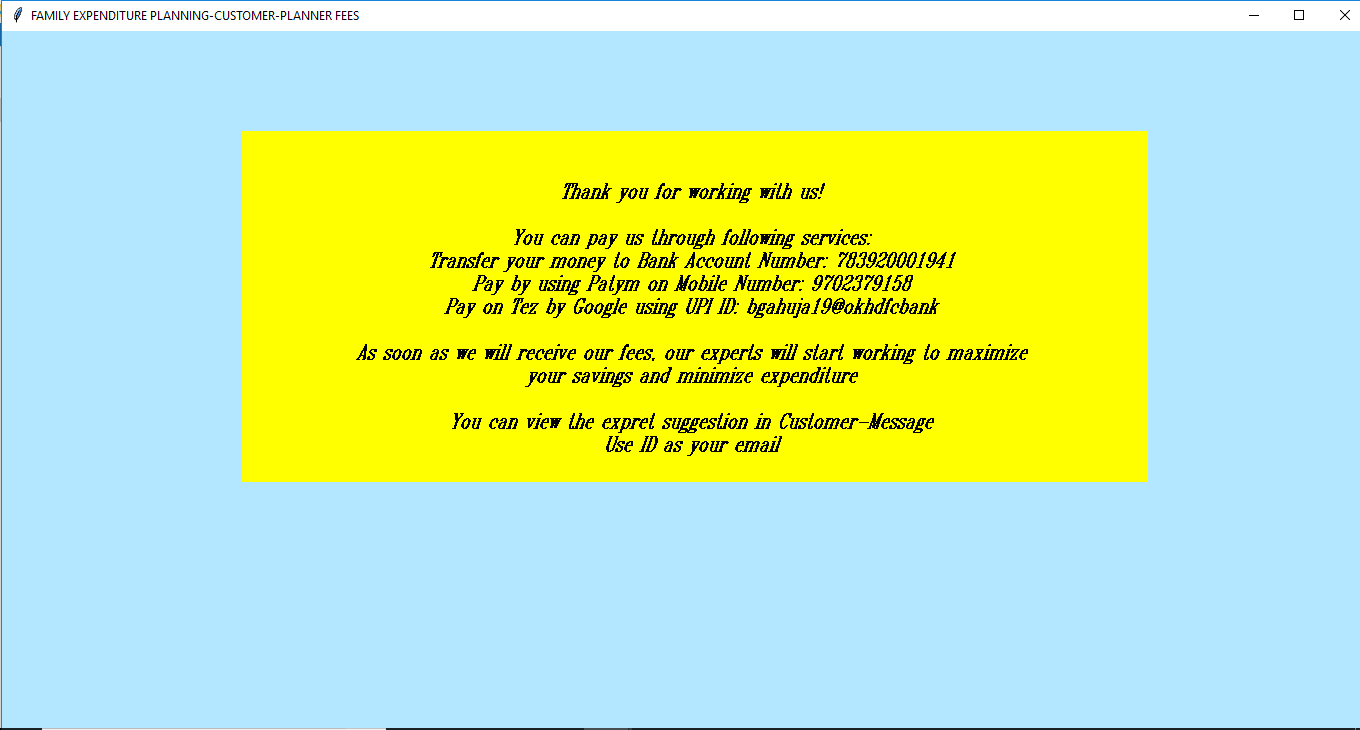 FAMILY EXPENDITURE PLANNING-CUSTOMER-PLANNER FEES
Thank you for working with us!
You can pay us through following services:
Transfer your money to Bank Account Number: 783920001941
Pay by using Patym on Mobile Number: 9702379158
Pay on Tez by Google using UPI ID: bgahuja19@okhdfcbank
As soon as we will receive our fees, our experts will start working to maximize
your savings and minimize expenditure
You can view the expret suggestion in Customer-Message
Use ID as your email